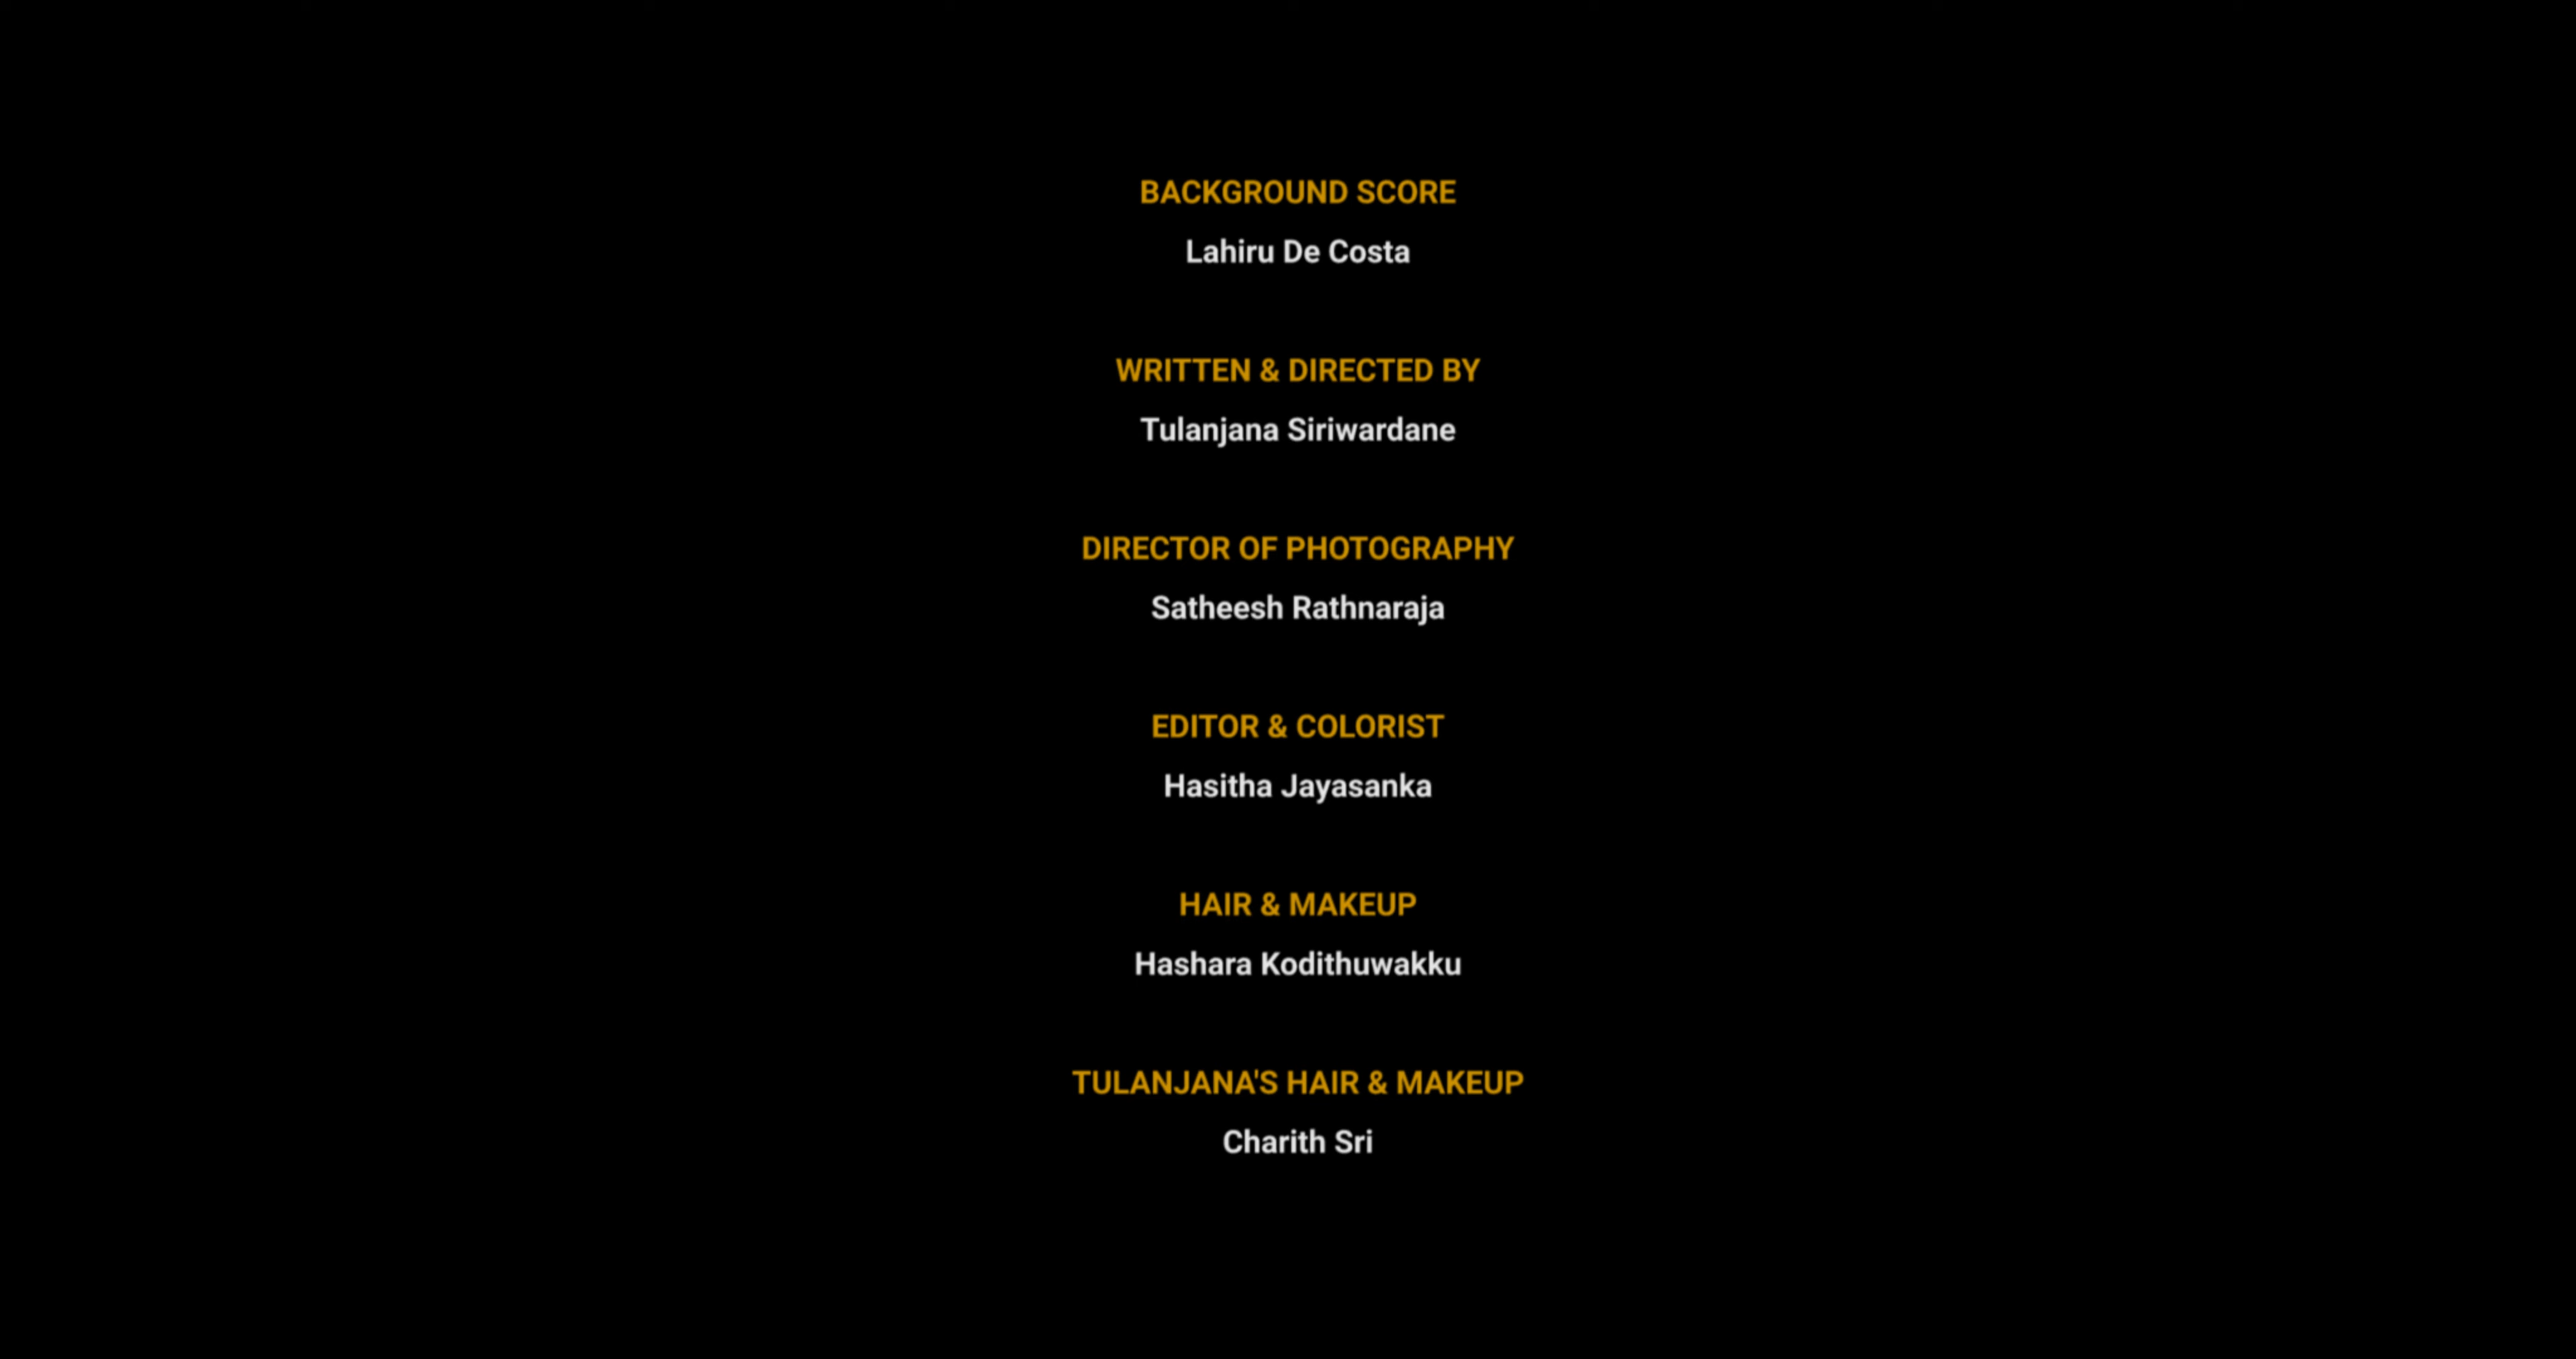 BACKGROUND SCORE
Lahiru De Costa
WRITTEN & DIRECTED BY
Tulanjana Siriwardane
DIRECTOR OF PHOTOGRAPHY
Satheesh Rathnaraja
EDITOR & COLORIST
Hasitha Jayasanka
HAIR & MAKEUP
Hashara Kodithuwakku
TULANJANA'S HAIR & MAKEUP
Charith Sri